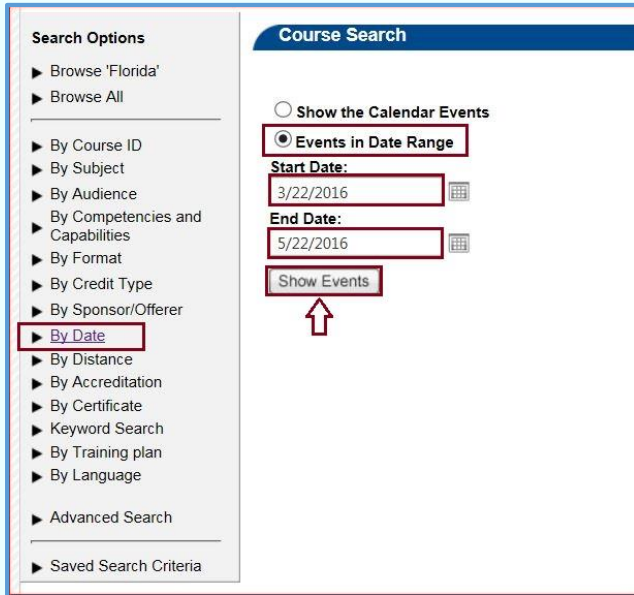 Search Options
Browse 'Florida'
Browse All
By Course ID
By Subject
By Audience
By Competencies and
Capabilities
By Format
By Credit Type
By Sponsor/Offerer
By Date
By Distance
By Accreditation
By Certificate
Keyword Search
By Training plan
By Language
Advanced Search
Saved Search Criteria
Course Search
Show the Calendar Events
Events in Date Range
Start Date:
3/22/2016
End Date:
5/22/2016
Show Events